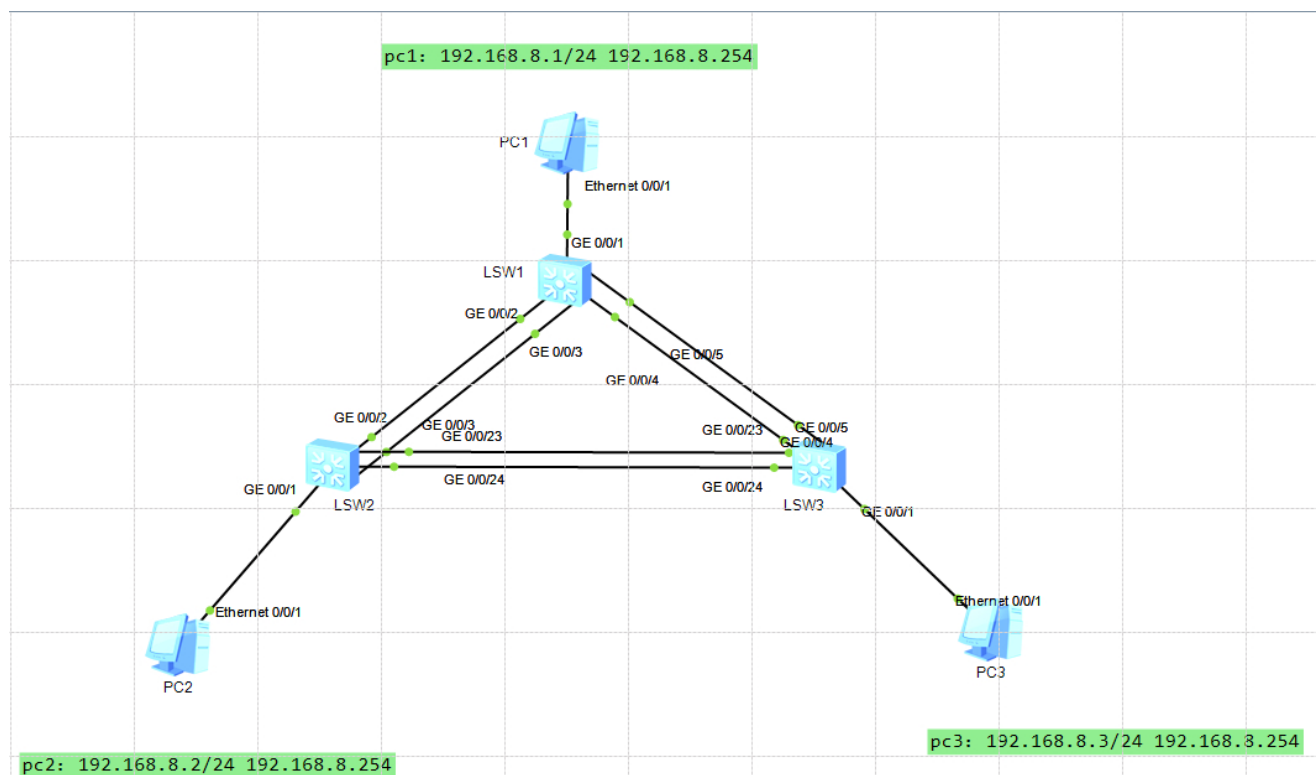 pc1: 192.168.8.1/24 192.168.8.254
PC1
Ethernet 0/0/1
GE 0/0/1
LSW1
GE 0/0/2
GE 0/0/3
GE 0/0/5
GE 0/0/4
GE 0/0/2
GE 0/0/3
GE 0/0/23
GE 0/0/23
GE 0/0/5
GE 0/0/4
GE 0/0/24
GE 0/0/24
GE 0/0/1
LSW2
LSW3
GE 0/0/1
Ethernet 0/0/1
Ethernet 0/0/1
PC2
PC3
pc3: 192.168.8.3/24 192.168.8.254
pc2: 192.168.8.2/24 192.168.8.254